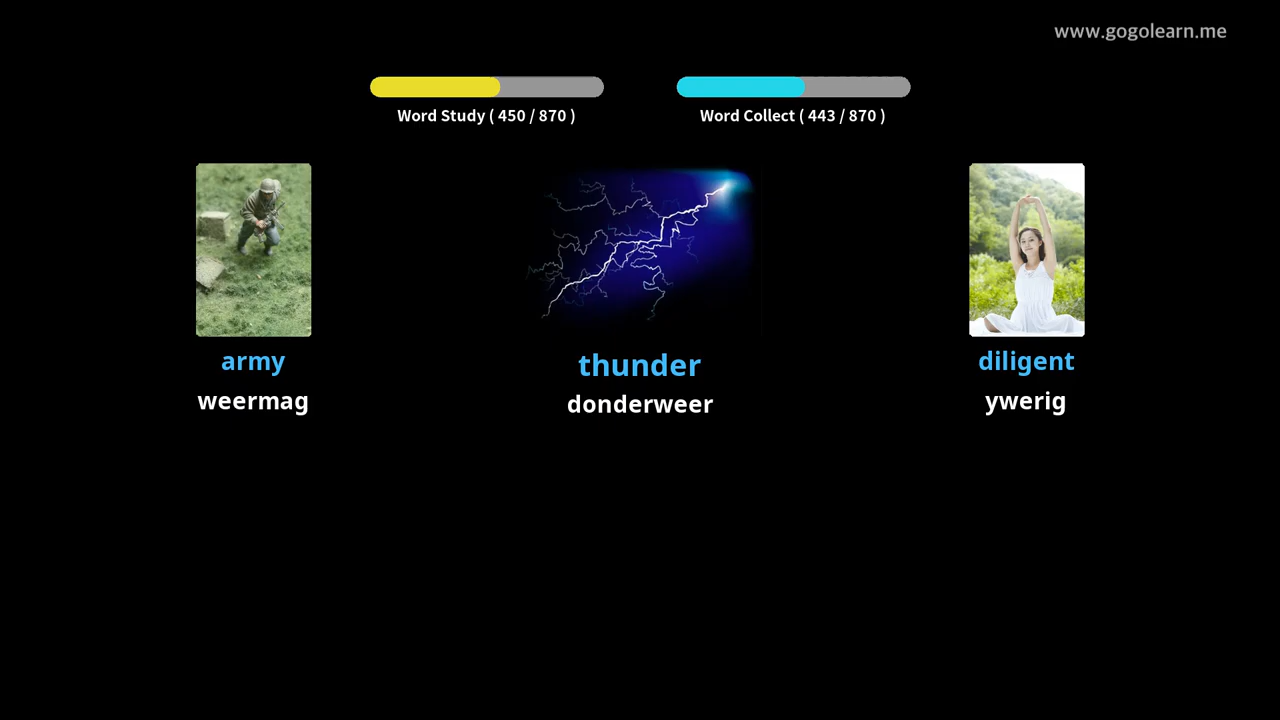 www.gogolearn.me
Word Study ( 450 / 870 )
Word Collect ( 443 / 870 )
army
weermag
thunder
donderweer
diligent
ywerig